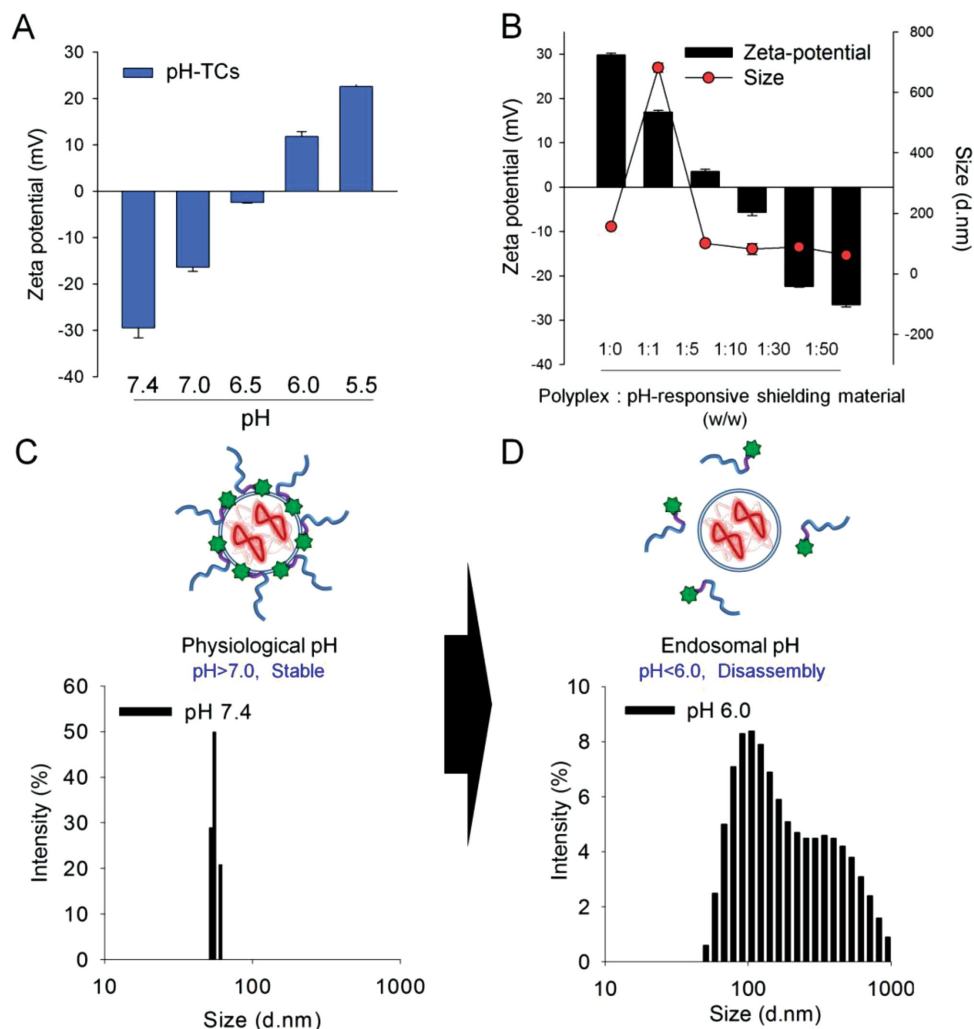 A
30
20
10
0
-10
-20
-30
-40
Zeta potential (mV)
pH-TCs
7.4 7.0 6.5 6.0 5.5
pH
B
30
20
10
0
-10
-20
-30
-40
Zeta potential (mV)
Zeta-potential
Size
800
600
400
200
0
-200
Size (d.nm)
1:0 1:1 1:5 1:10 1:30 1:50
Polyplex : pH-responsive shielding material
(w/w)
C
Physiological pH
pH>7.0, Stable
60
50
40
30
20
10
0
Intensity (%)
pH 7.4
10 100 1000
Size (d.nm)
D
Endosomal pH
pH<6.0, Disassembly
10
8
6
4
2
0
Intensity (%)
pH 6.0
10 100 1000
Size (d.nm)